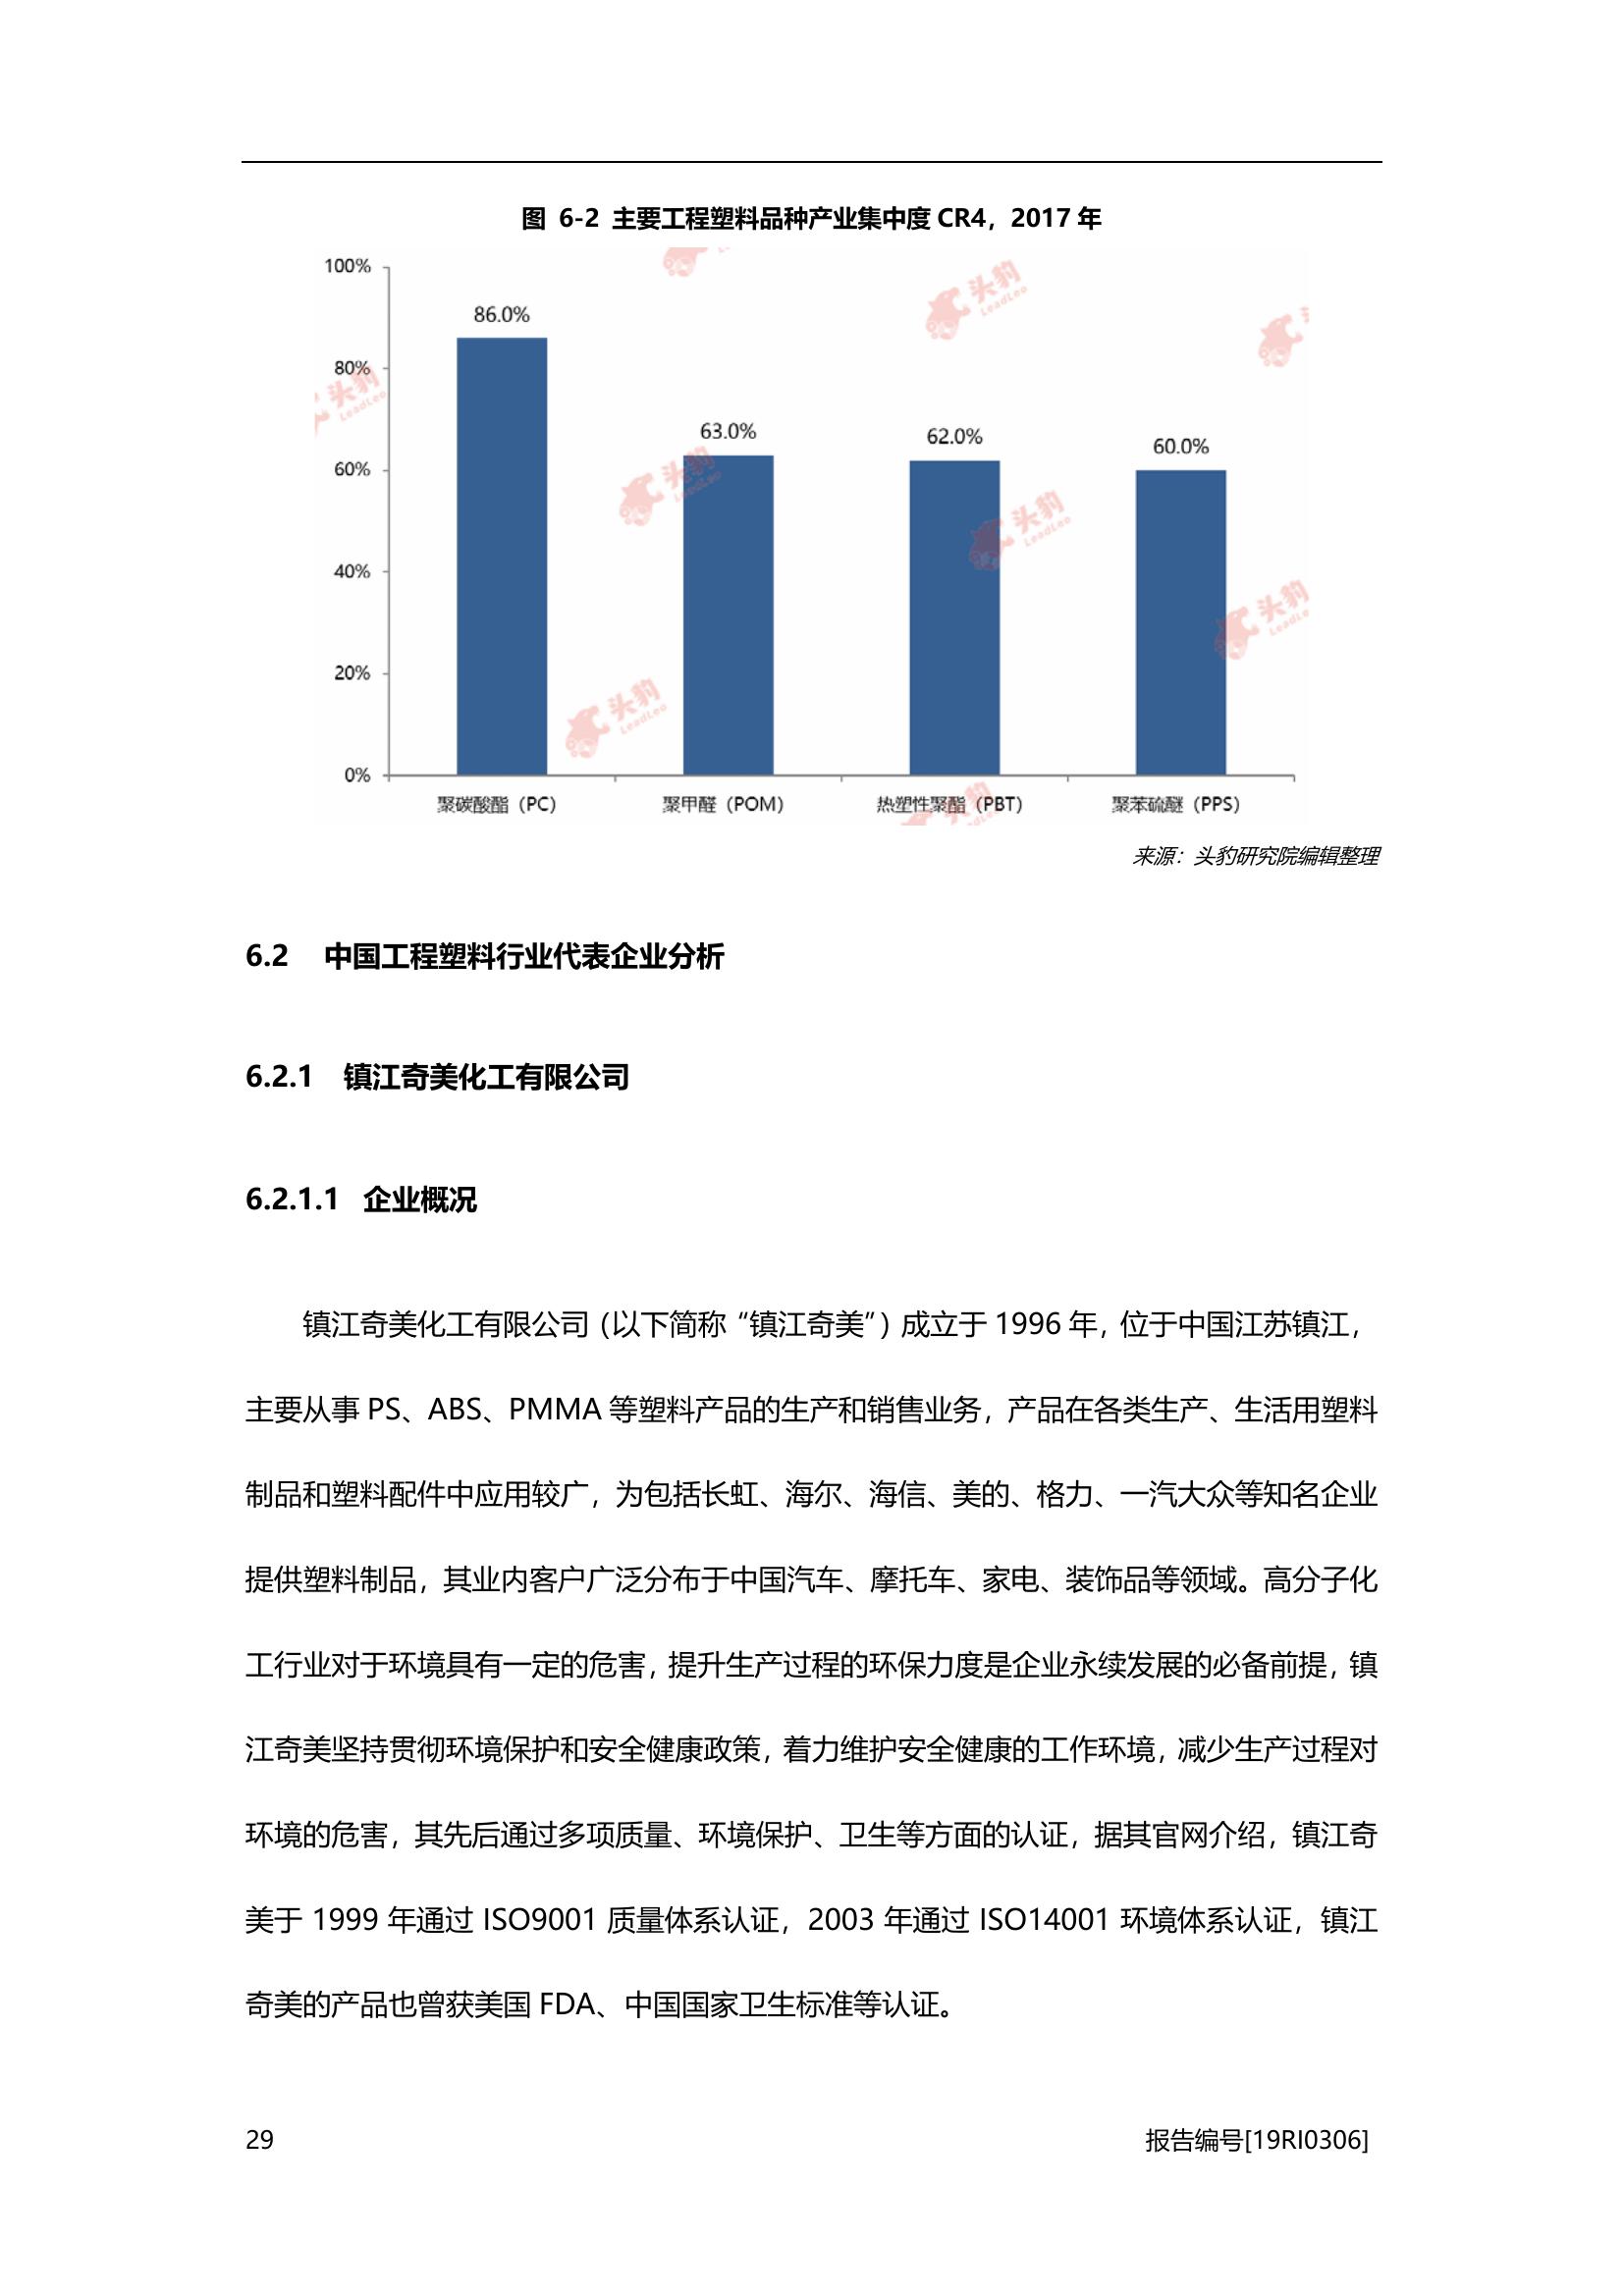 图 6-2 主要工程塑料品种产业集中度 CR4，2017 年
100%
80%
60%
40%
20%
0%
86.0%
63.0%
62.0%
60.0%
聚碳酸酯（PC）
聚甲醛（POM）
热塑性聚酯（PBT）
聚苯硫醚（PPS）
头豹
LeadLeo
来源：头豹研究院编辑整理
6.2 中国工程塑料行业代表企业分析
6.2.1 镇江奇美化工有限公司
6.2.1.1 企业概况
镇江奇美化工有限公司（以下简称“镇江奇美”）成立于 1996 年，位于中国江苏镇江，
主要从事 PS、ABS、PMMA 等塑料产品的生产和销售业务，产品在各类生产、生活用塑料
制品和塑料配件中应用较广，为包括长虹、海尔、海信、美的、格力、一汽大众等知名企业
提供塑料制品，其业内客户广泛分布于中国汽车、摩托车、家电、装饰品等领域。高分子化
工行业对于环境具有一定的危害，提升生产过程的环保力度是企业永续发展的必备前提，镇
江奇美坚持贯彻环境保护和安全健康政策，着力维护安全健康的工作环境，减少生产过程对
环境的危害，其先后通过多项质量、环境保护、卫生等方面的认证，据其官网介绍，镇江奇
美于 1999 年通过 ISO9001 质量体系认证，2003 年通过 ISO14001 环境体系认证，镇江
奇美的产品也曾获美国 FDA、中国国家卫生标准等认证。
29
报告编号[19RI0306]